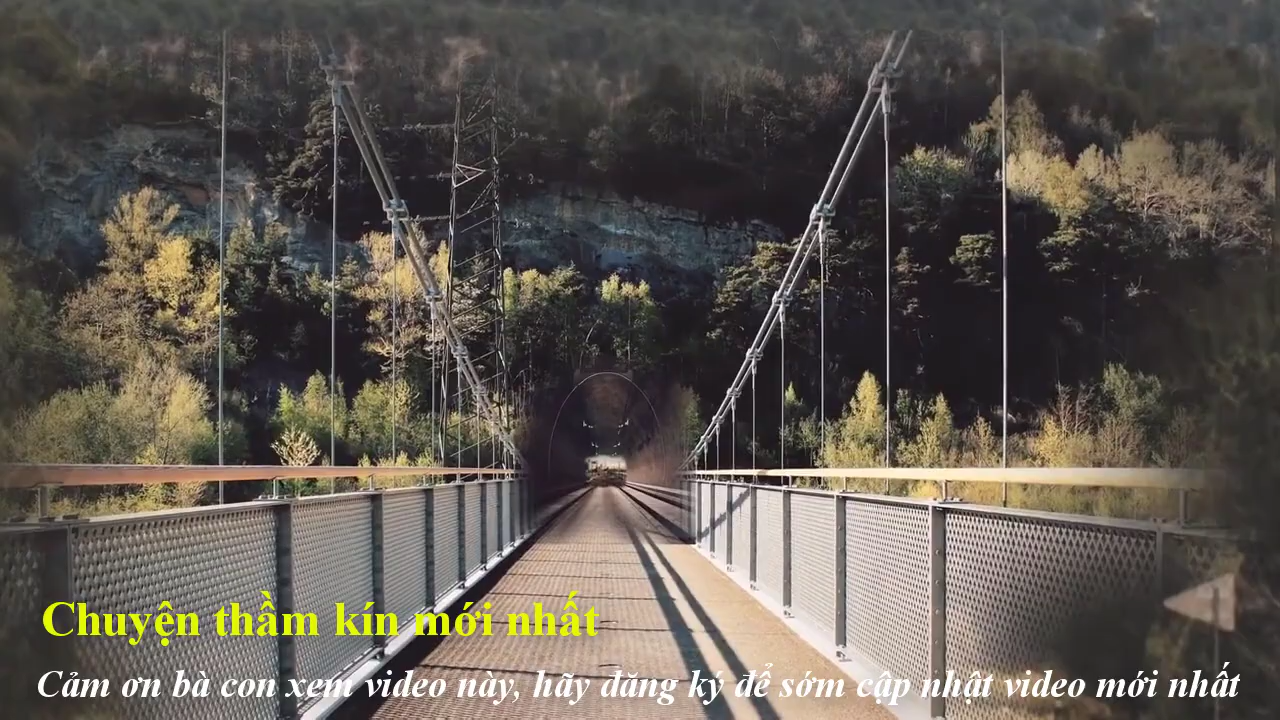 Chuyện thầm kín mới nhất
Cảm ơn bà con xem video này, hãy đăng ký để sớm cập nhật video mới nhất